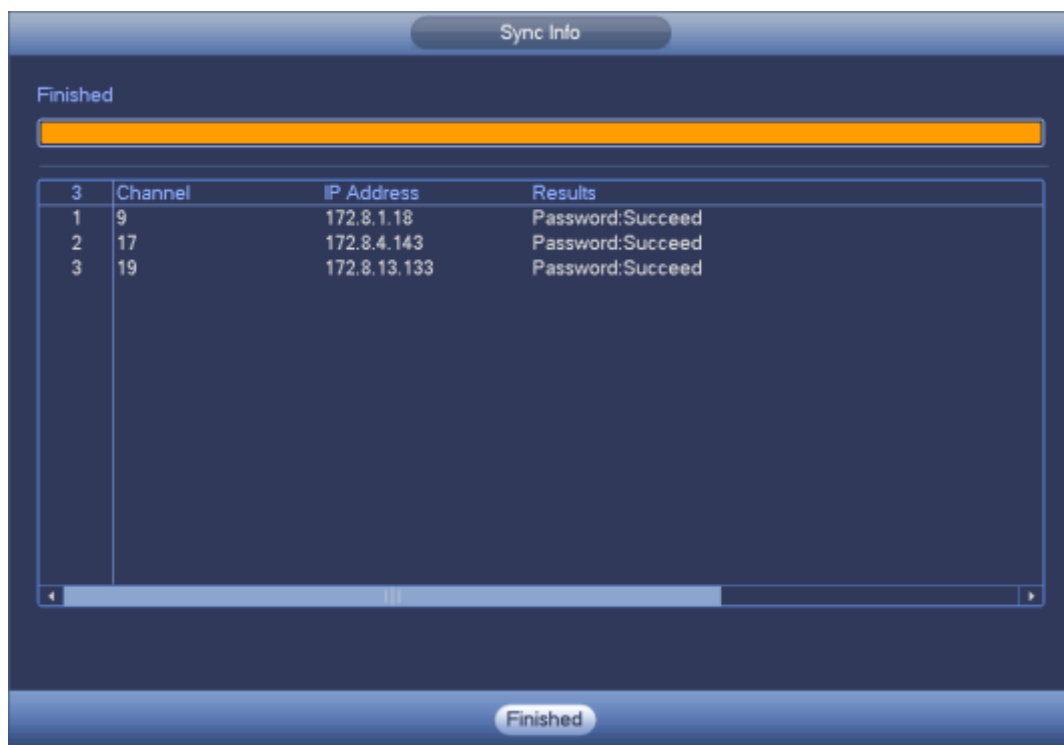 Sync Info
Finished
3 Channel IP Address Results
1 9 172.8.1.18 Password:Succeed
2 17 172.8.4.143 Password:Succeed
3 19 172.8.13.133 Password:Succeed
Finished